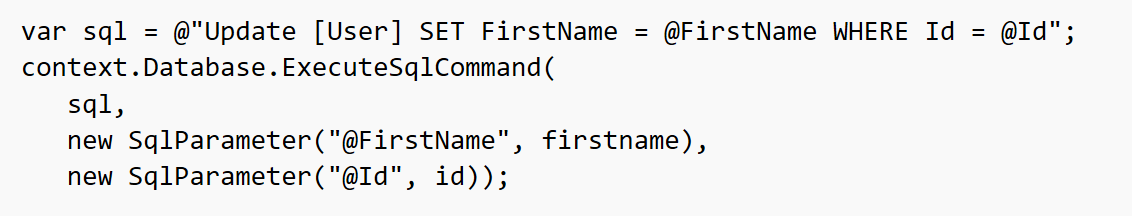 var sql = @"Update [User] SET FirstName = @FirstName WHERE Id = @Id";
context.Database.ExecuteSqlCommand(
   sql,
   new SqlParameter("@FirstName", firstname),
   new SqlParameter("@Id", id));